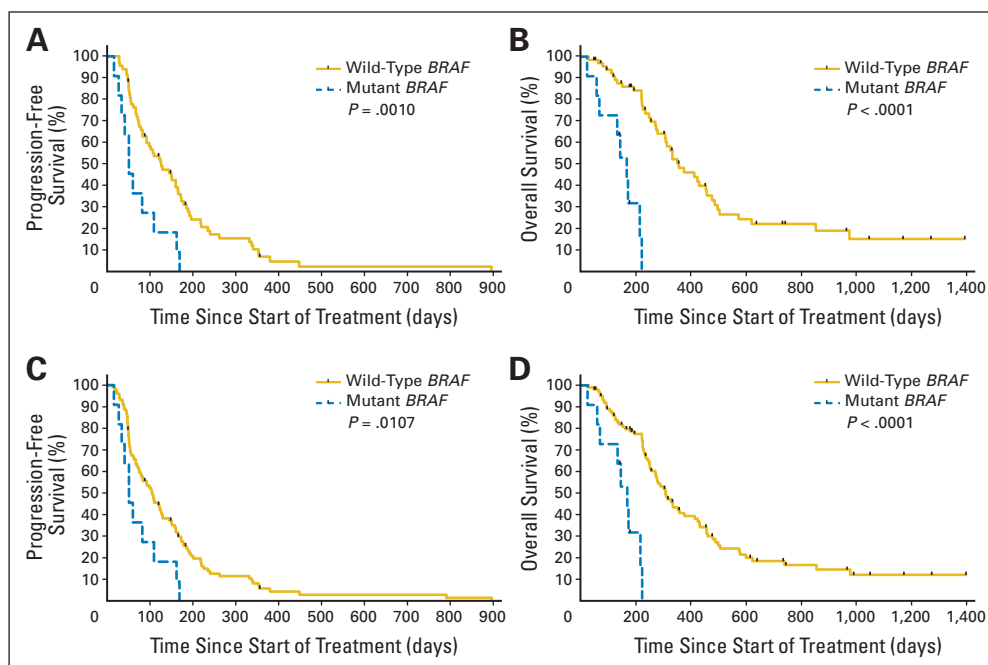 A
Progression-Free
Survival (%)
100
90
80
70
60
50
40
30
20
10
0
100
200
300
400
500
600
700
800
900
Time Since Start of Treatment (days)
Wild-Type BRAF
Mutant BRAF
P = .0010
B
Overall Survival (%)
100
90
80
70
60
50
40
30
20
10
0
200
400
600
800
1,000
1,200
1,400
Time Since Start of Treatment (days)
Wild-Type BRAF
Mutant BRAF
P < .0001
C
Progression-Free
Survival (%)
100
90
80
70
60
50
40
30
20
10
0
100
200
300
400
500
600
700
800
900
Time Since Start of Treatment (days)
Wild-Type BRAF
Mutant BRAF
P = .0107
D
Overall Survival (%)
100
90
80
70
60
50
40
30
20
10
0
200
400
600
800
1,000
1,200
1,400
Time Since Start of Treatment (days)
Wild-Type BRAF
Mutant BRAF
P < .0001